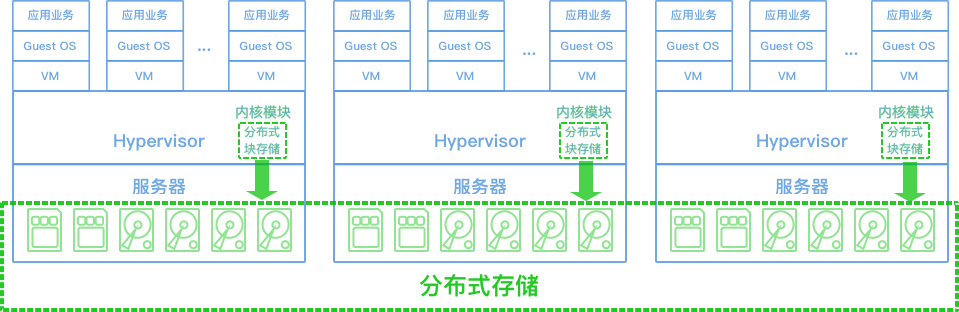 应用业务 应用业务 应用业务 应用业务 应用业务 应用业务 应用业务 应用业务 应用业务
Guest OS Guest OS ... Guest OS Guest OS Guest OS ... Guest OS Guest OS Guest OS ... Guest OS
VM VM VM VM VM VM VM VM VM
内核模块 内核模块 内核模块
Hypervisor 分布式 Hypervisor 分布式 Hypervisor 分布式
块存储 块存储 块存储
服务器 服务器 服务器
分布式存储